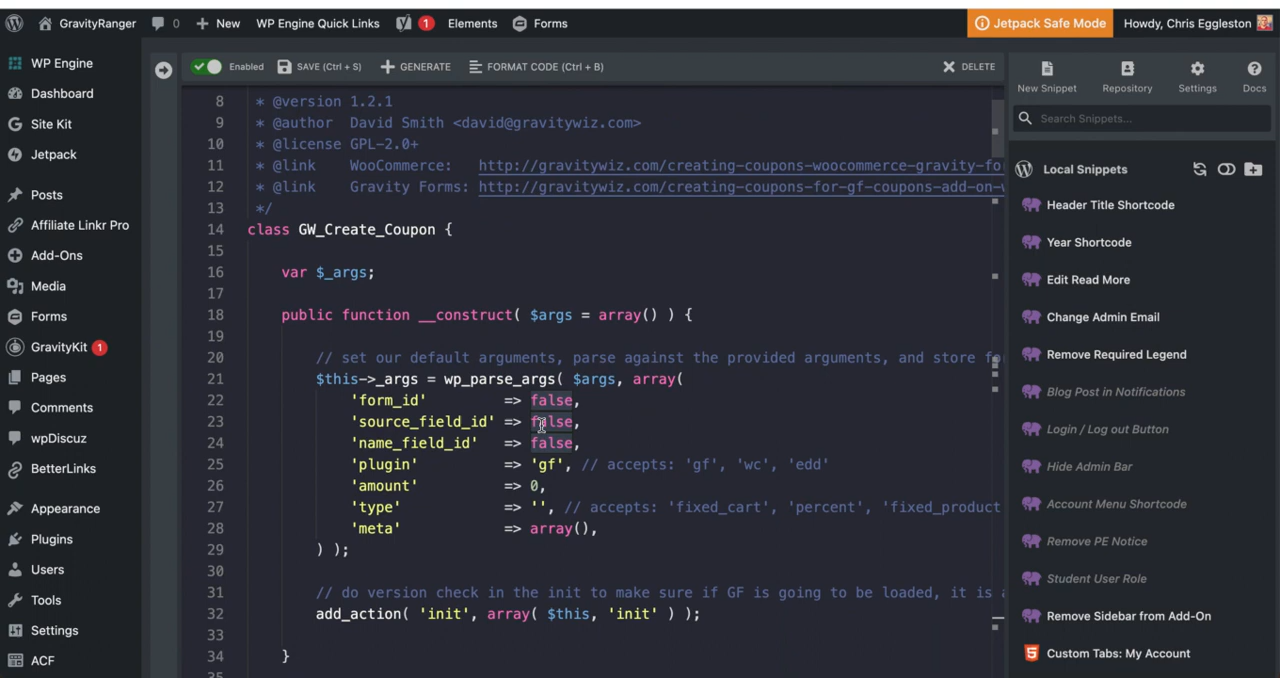 GravityRanger 0 New WP Engine Quick Links 1 Elements Forms Jetpack Safe Mode Howdy, Chris Eggleston
WP Engine
Dashboard
Site Kit
Jetpack
Posts
Affiliate Linkr Pro
Add-Ons
Media
Forms
GravityKit 1
Pages
Comments
wpDiscuz
BetterLinks
Appearance
Plugins
Users
Tools
Settings
ACF
Enabled SAVE (Ctrl + S) GENERATE FORMAT CODE (Ctrl + B) DELETE
8 * @version 1.2.1
9 * @author David Smith <david@gravitywiz.com>
10 * @license GPL-2.0+
11 * @link WooCommerce: http://gravitywiz.com/creating-coupons-woocommerce-gravity-fo
12 * @link Gravity Forms: http://gravitywiz.com/creating-coupons-for-gf-coupons-add-on-w
13 */
14 class GW_Create_Coupon {
15
16 var $_args;
17
18 public function __construct( $args = array() ) {
19
20 // set our default arguments, parse against the provided arguments, and store fo
21 $this->_args = wp_parse_args( $args, array(
22 'form_id' => false,
23 'source_field_id' => false,
24 'name_field_id' => false,
25 'plugin' => 'gf', // accepts: 'gf', 'wc', 'edd'
26 'amount' => 0,
27 'type' => '', // accepts: 'fixed_cart', 'percent', 'fixed_product
28 'meta' => array(),
29 ) );
30
31 // do version check in the init to make sure if GF is going to be loaded, it is a
32 add_action( 'init', array( $this, 'init' ) );
33
34 }
35
New Snippet Repository Settings Docs
Search Snippets...
Local Snippets
Header Title Shortcode
Year Shortcode
Edit Read More
Change Admin Email
Remove Required Legend
Blog Post in Notifications
Login / Log out Button
Hide Admin Bar
Account Menu Shortcode
Remove PE Notice
Student User Role
Remove Sidebar from Add-On
Custom Tabs: My Account